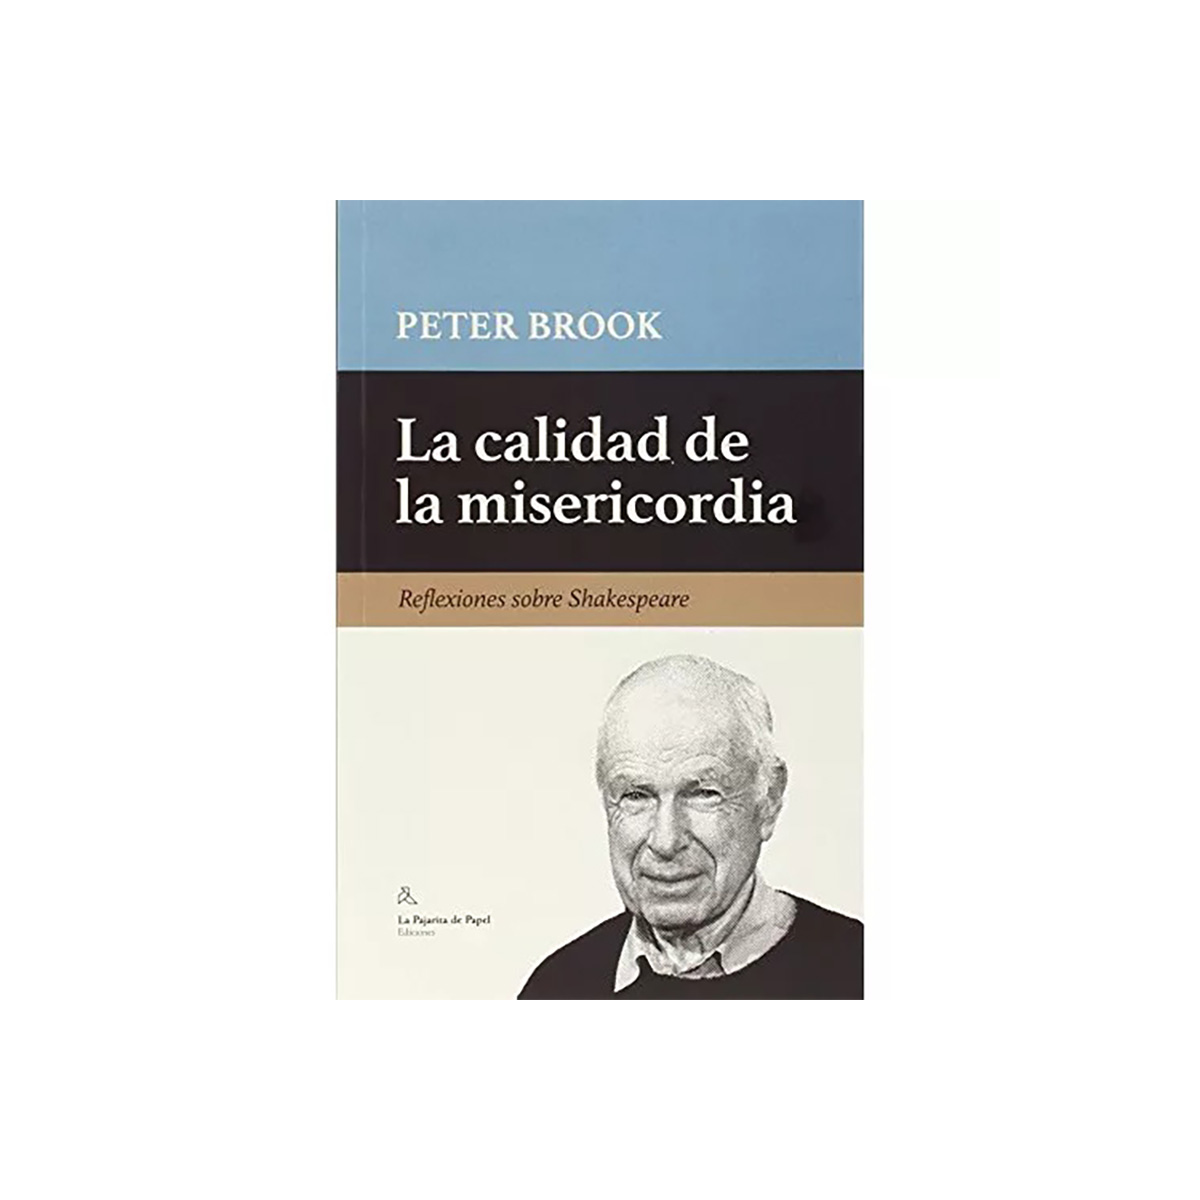 PETER BROOK
La calidad de
la misericordia
Reflexiones sobre Shakespeare
La Pajarita de Papel
Ediciones